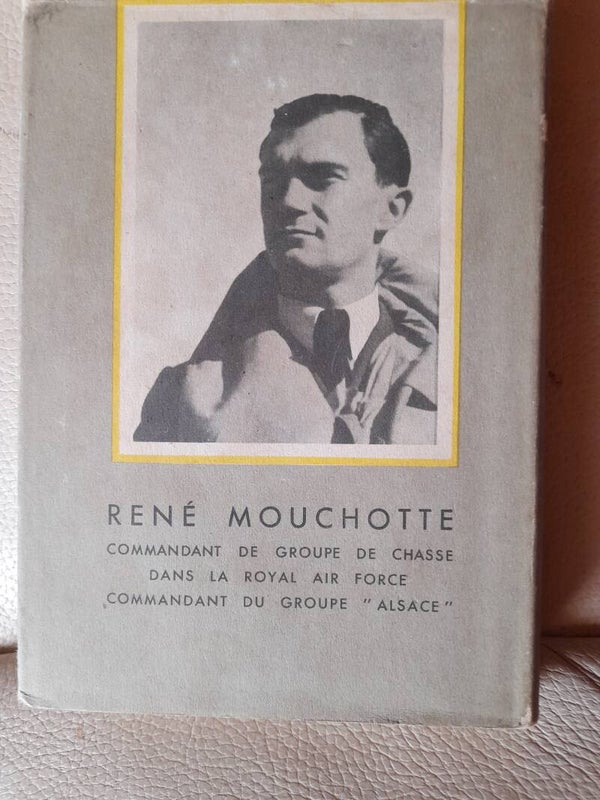 RENÉ MOUCHOTTE
COMMANDANT DE GROUPE DE CHASSE
DANS LA ROYAL AIR FORCE
COMMANDANT DU GROUPE "ALSACE"